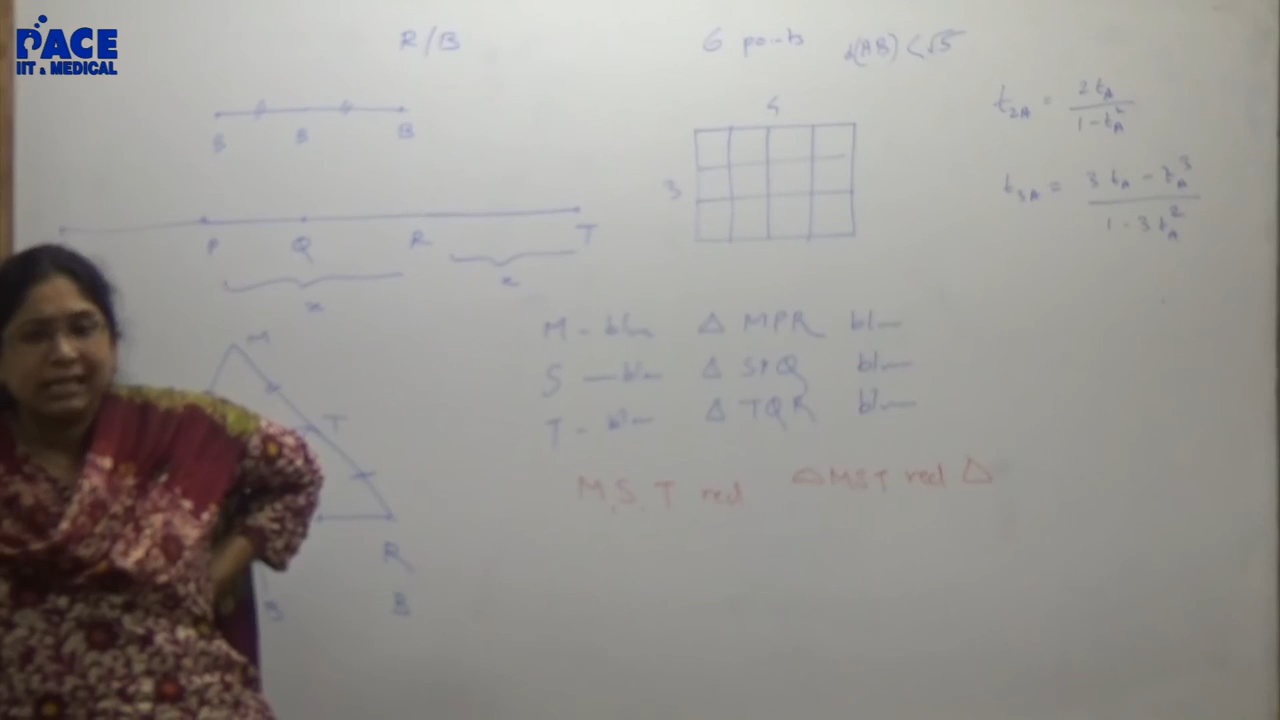 PACE
IIT & MEDICAL
R/B
6 points d(AB) < √5
S B B
4
3
t2A = 2tA / 1 - tA²
t3A = 3tA - tA³ / 1 - 3tA²
P Q R T
x x
M
T
R
B B
M - blue Δ MPR blue
S - blue Δ SPQ blue
T - blue Δ TQR blue
M, S, T red Δ MST red Δ